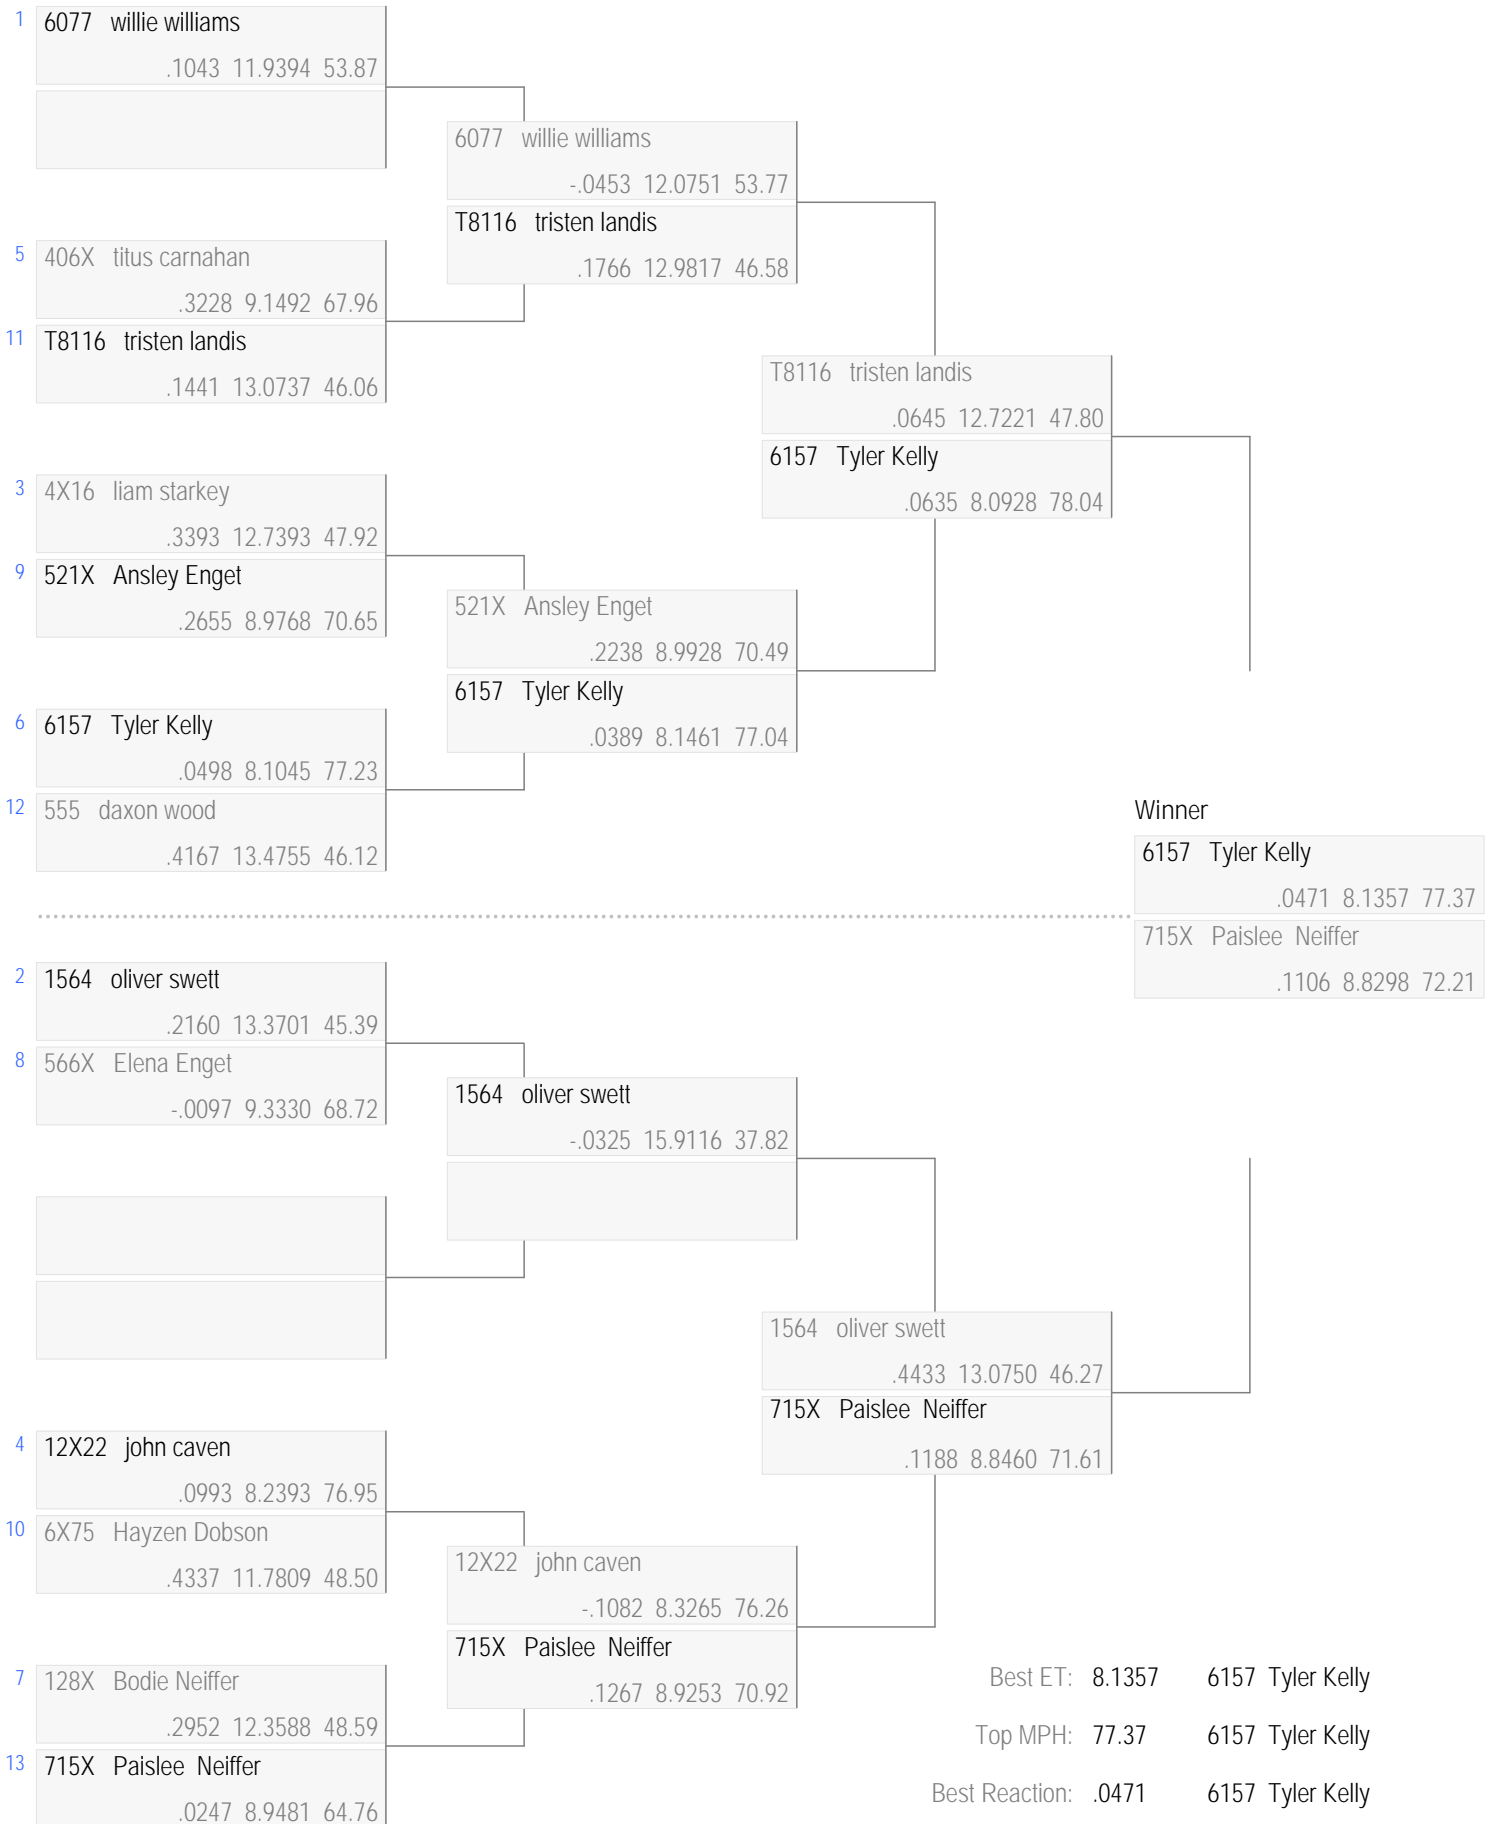 1 6077 willie williams
.1043 11.9394 53.87
6077 willie williams
-.0453 12.0751 53.77
T8116 tristen landis
.1766 12.9817 46.58
5 406X titus carnahan
.3228 9.1492 67.96
11 T8116 tristen landis
.1441 13.0737 46.06
T8116 tristen landis
.0645 12.7221 47.80
6157 Tyler Kelly
.0635 8.0928 78.04
3 4X16 liam starkey
.3393 12.7393 47.92
9 521X Ansley Enget
.2655 8.9768 70.65
521X Ansley Enget
.2238 8.9928 70.49
6157 Tyler Kelly
.0389 8.1461 77.04
6 6157 Tyler Kelly
.0498 8.1045 77.23
12 555 daxon wood
.4167 13.4755 46.12
Winner
6157 Tyler Kelly
.0471 8.1357 77.37
715X Paislee Neiffer
.1106 8.8298 72.21
2 1564 oliver swett
.2160 13.3701 45.39
8 566X Elena Enget
-.0097 9.3330 68.72
1564 oliver swett
-.0325 15.9116 37.82
1564 oliver swett
.4433 13.0750 46.27
715X Paislee Neiffer
.1188 8.8460 71.61
4 12X22 john caven
.0993 8.2393 76.95
10 6X75 Hayzen Dobson
.4337 11.7809 48.50
12X22 john caven
-.1082 8.3265 76.26
715X Paislee Neiffer
.1267 8.9253 70.92
7 128X Bodie Neiffer
.2952 12.3588 48.59
13 715X Paislee Neiffer
.0247 8.9481 64.76
Best ET: 8.1357 6157 Tyler Kelly
Top MPH: 77.37 6157 Tyler Kelly
Best Reaction: .0471 6157 Tyler Kelly